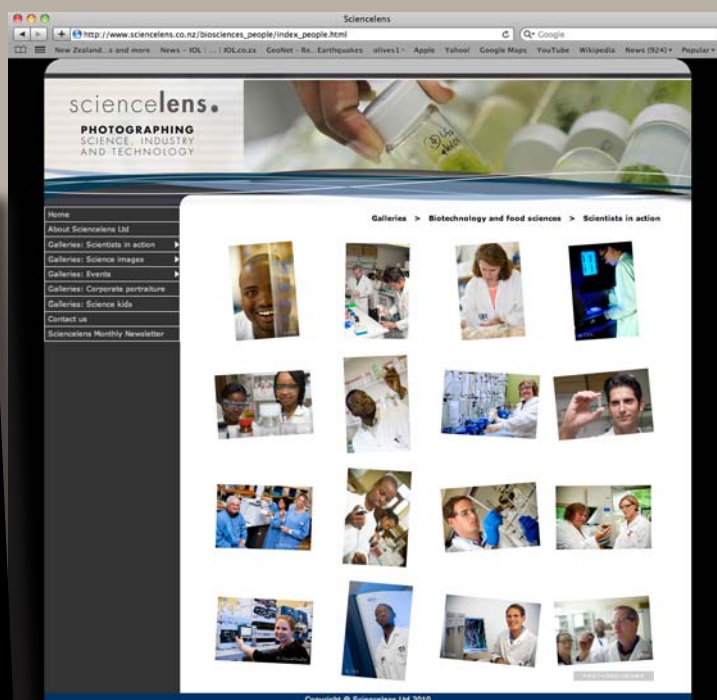 Sciencelens
http://www.sciencelens.co.nz/biosciences_people/index_people.html
Google
New Zealand...s and more News - IOL | ... | IOL.co.za GeoNet - Re...Earthquakes olives1 Apple Yahoo! Google Maps YouTube Wikipedia News (924) Popular
sciencelens.
PHOTOGRAPHING
SCIENCE, INDUSTRY
AND TECHNOLOGY
Home
About Sciencelens Ltd
Galleries: Scientists in action
Galleries: Science images
Galleries: Events
Galleries: Corporate portraiture
Galleries: Science kids
Contact us
Sciencelens Monthly Newsletter
Galleries > Biotechnology and food sciences > Scientists in action
Copyright © Sciencelens Ltd 2010